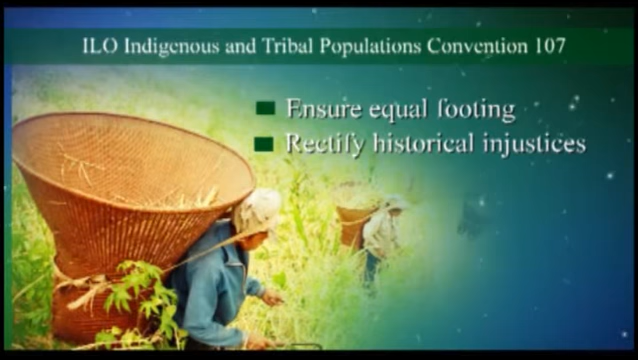 ILO Indigenous and Tribal Populations Convention 107
Ensure equal footing
Rectify historical injustices